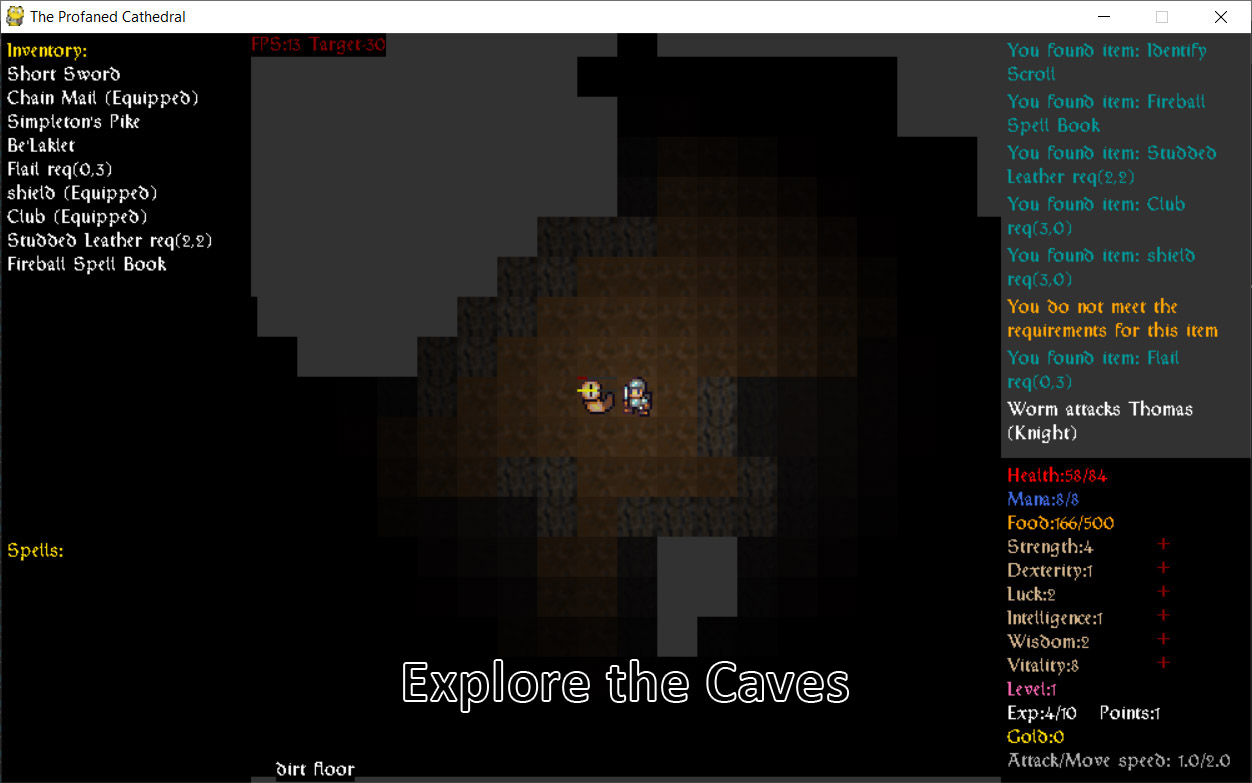 The Profaned Cathedral
Inventory:
Short Sword
Chain Mail (Equipped)
Simpleton's Pike
Be'Laklet
Flail req(0,3)
shield (Equipped)
Club (Equipped)
Studded Leather req(2,2)
Fireball Spell Book
Spells:
FPS:13 Target:30
Explore the Caves
dirt floor
You found item: Identify
Scroll
You found item: Fireball
Spell Book
You found item: Studded
Leather req(2,2)
You found item: Club
req(3,0)
You found item: shield
req(3,0)
You do not meet the
requirements for this item
You found item: Flail
req(0,3)
Worm attacks Thomas
(Knight)
Health:58/84
Mana:8/8
Food:166/500
Strength:4 +
Dexterity:1 +
Luck:2 +
Intelligence:1 +
Wisdom:2 +
Vitality:8 +
Level:1
Exp:4/10 Points:1
Gold:0
Attack/Move speed: 1.0/2.0